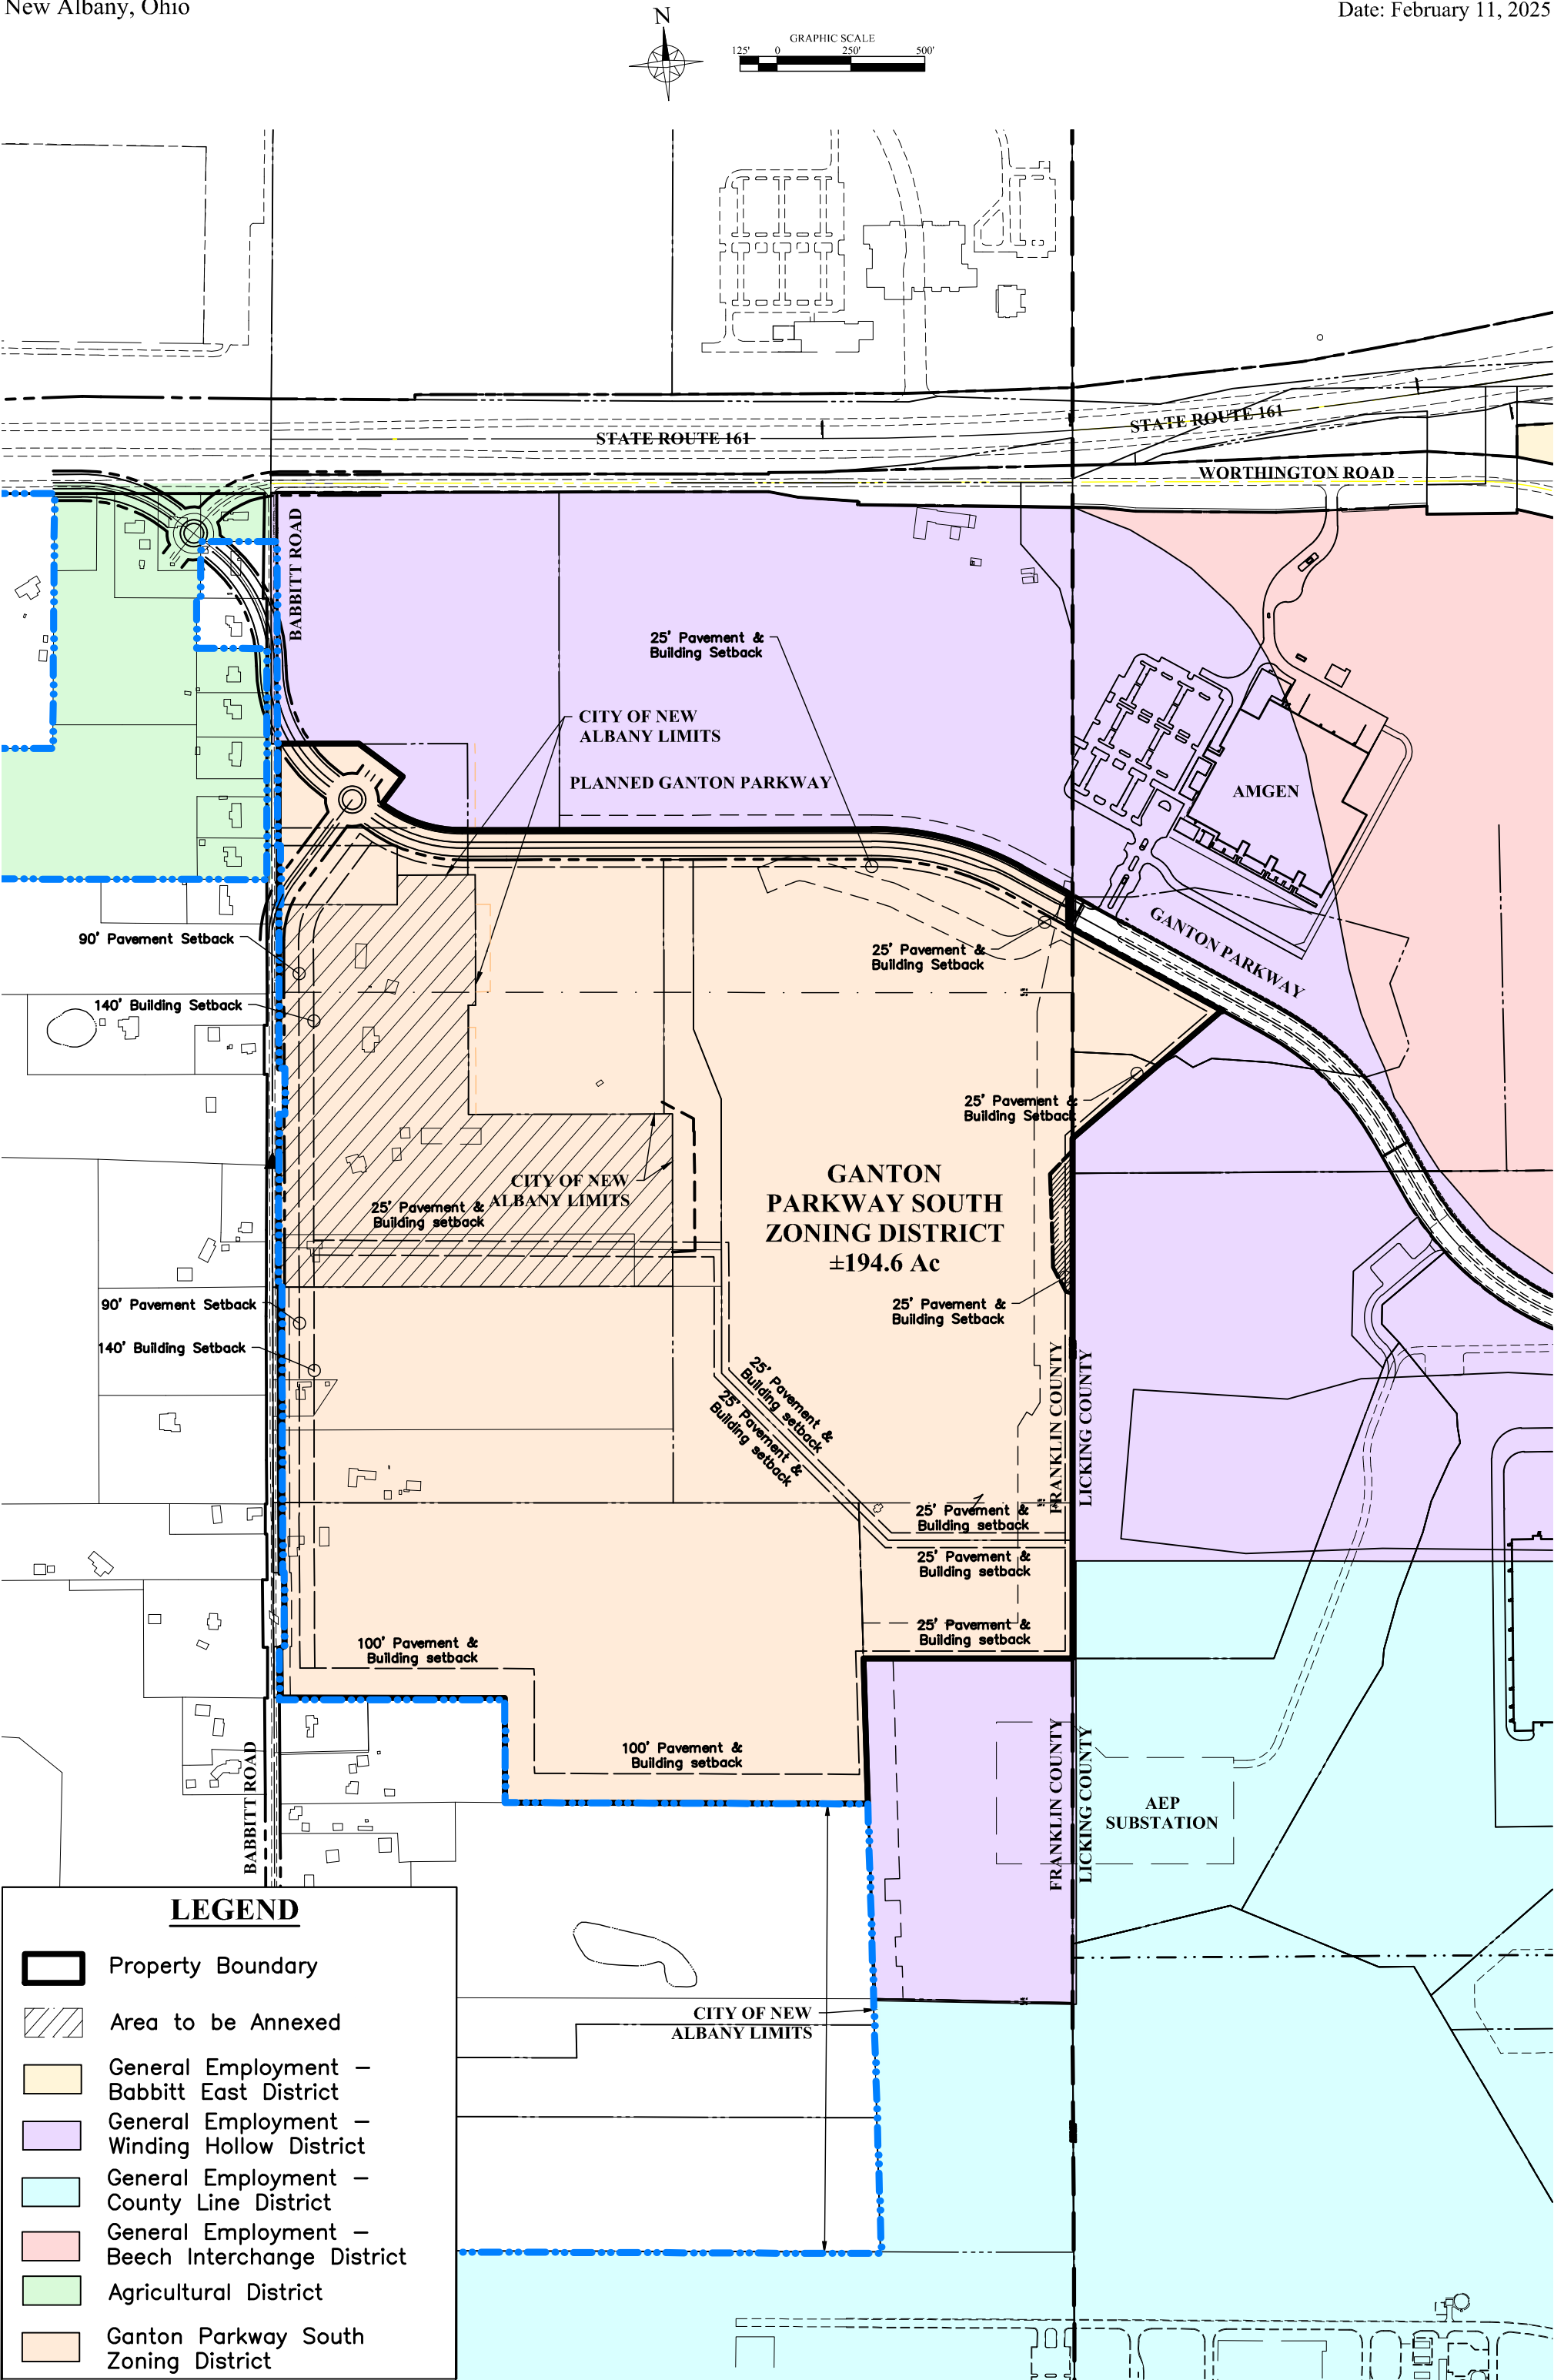 New Albany, Ohio
Date: February 11, 2025
N
GRAPHIC SCALE
125' 0 250' 500'
STATE ROUTE 161
STATE ROUTE 161
WORTHINGTON ROAD
BABBITT ROAD
25' Pavement &
Building Setback
CITY OF NEW
ALBANY LIMITS
PLANNED GANTON PARKWAY
AMGEN
GANTON PARKWAY
90' Pavement Setback
25' Pavement &
Building Setback
140' Building Setback
25' Pavement &
Building Setback
CITY OF NEW
ALBANY LIMITS
25' Pavement &
Building setback
GANTON
PARKWAY SOUTH
ZONING DISTRICT
±194.6 Ac
90' Pavement Setback
25' Pavement &
Building Setback
140' Building Setback
25' Pavement &
Building setback
25' Pavement &
Building setback
FRANKLIN COUNTY
LICKING COUNTY
25' Pavement &
Building setback
25' Pavement &
Building setback
25' Pavement &
Building setback
100' Pavement &
Building setback
100' Pavement &
Building setback
BABBITT ROAD
FRANKLIN COUNTY
LICKING COUNTY
AEP
SUBSTATION
CITY OF NEW
ALBANY LIMITS
LEGEND
Property Boundary
Area to be Annexed
General Employment -
Babbitt East District
General Employment -
Winding Hollow District
General Employment -
County Line District
General Employment -
Beech Interchange District
Agricultural District
Ganton Parkway South
Zoning District